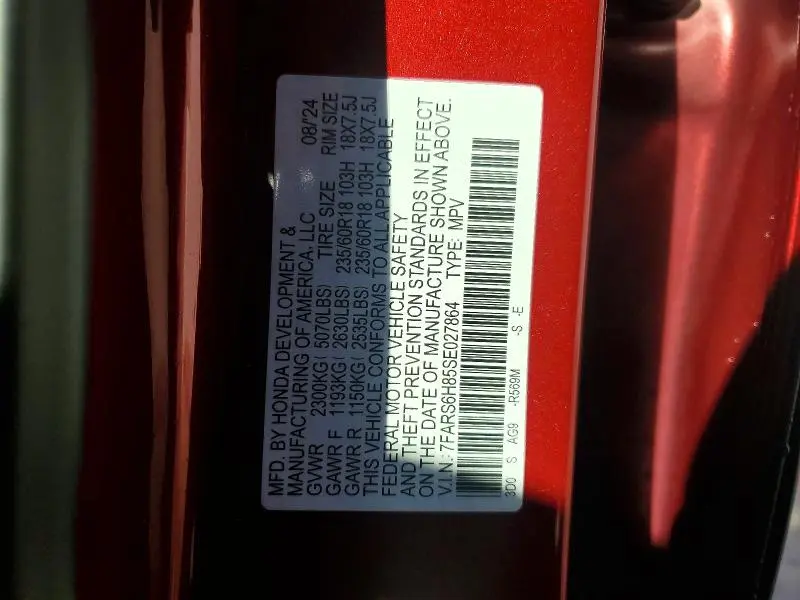 MFD. BY HONDA DEVELOPMENT &
MANUFACTURING OF AMERICA, LLC 08/'24
GVWR 2300KG( 5070LBS) TIRE SIZE RIM SIZE
GAWR F 1193KG( 2630LBS) 235/60R18 103H 18X7.5J
GAWR R 1150KG( 2535LBS) 235/60R18 103H 18X7.5J
THIS VEHICLE CONFORMS TO ALL APPLICABLE
FEDERAL MOTOR VEHICLE SAFETY
AND THEFT PREVENTION STANDARDS IN EFFECT
ON THE DATE OF MANUFACTURE SHOWN ABOVE.
V.I.N.: 7FARS6H85SE027864 TYPE: MPV
3D0 S AG9 -R569M -S -E